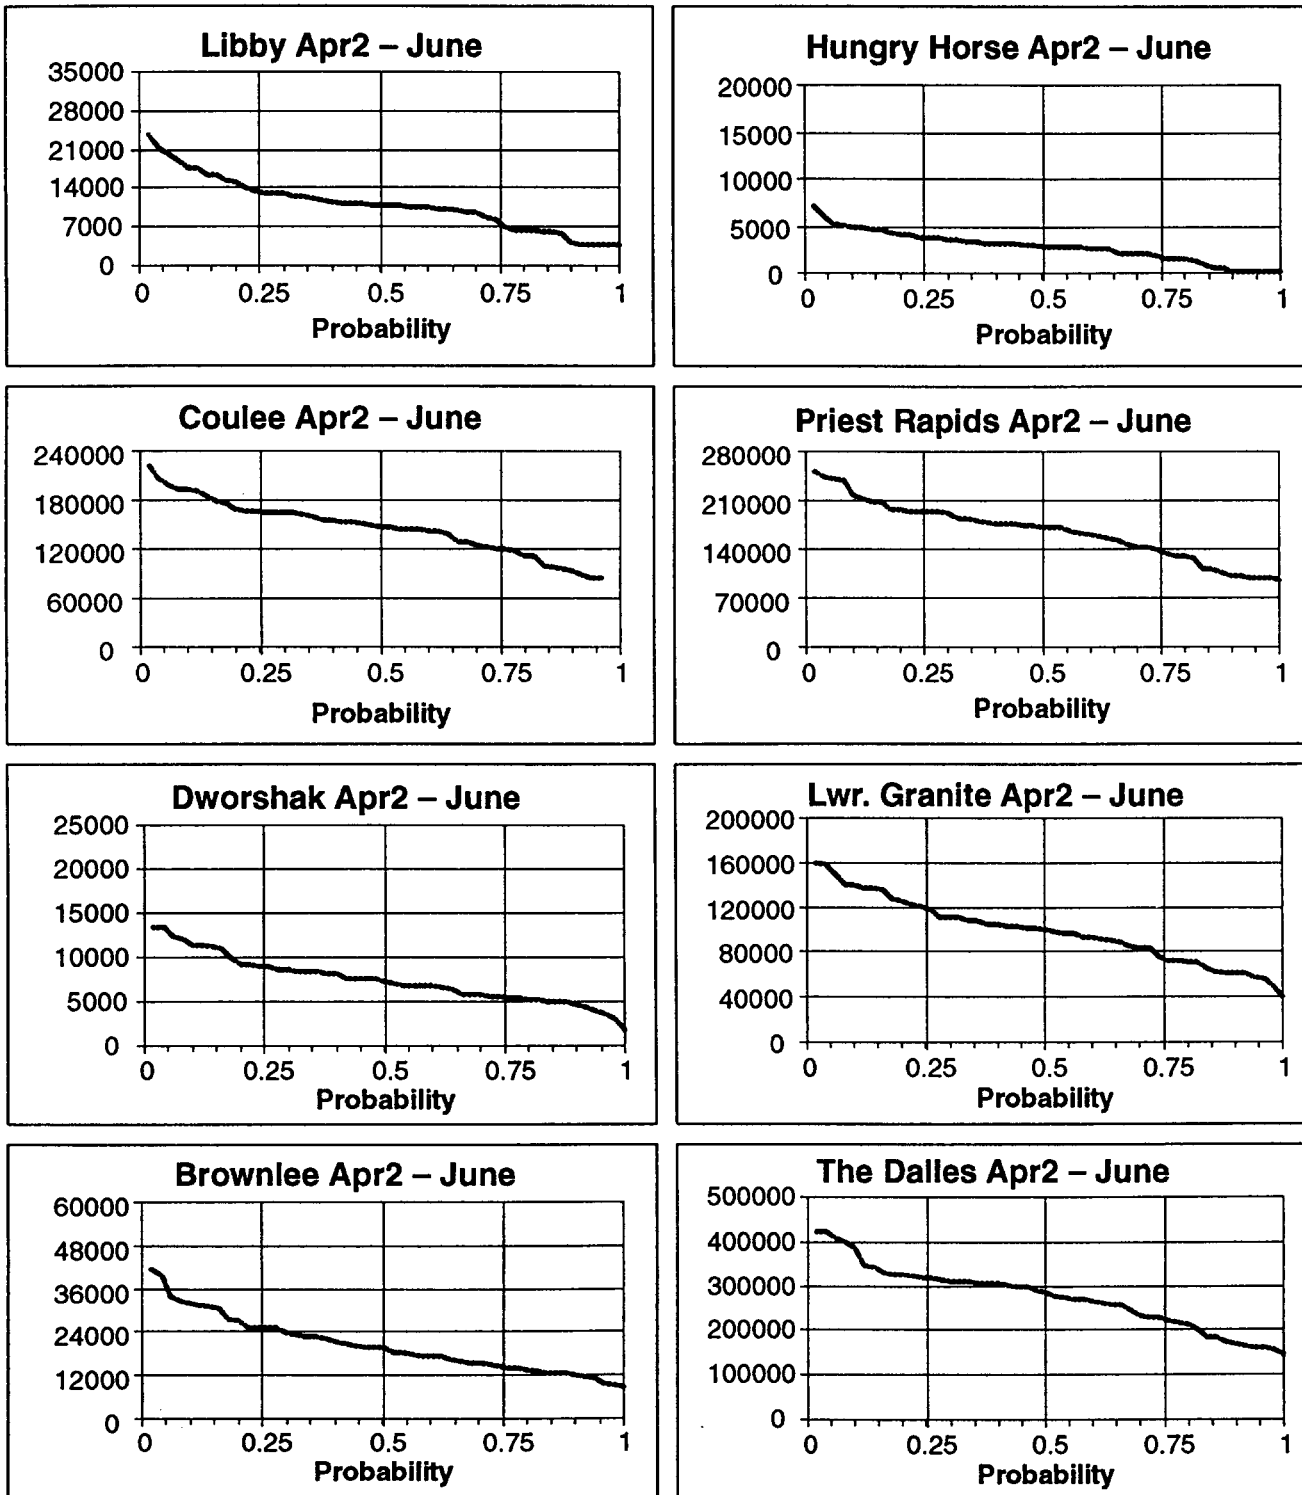 Libby Apr2 – June
35000
28000
21000
14000
7000
0
0 0.25 0.5 0.75 1
Probability
Hungry Horse Apr2 – June
20000
15000
10000
5000
0
0 0.25 0.5 0.75 1
Probability
Coulee Apr2 – June
240000
180000
120000
60000
0
0 0.25 0.5 0.75 1
Probability
Priest Rapids Apr2 – June
280000
210000
140000
70000
0
0 0.25 0.5 0.75 1
Probability
Dworshak Apr2 – June
25000
20000
15000
10000
5000
0
0 0.25 0.5 0.75 1
Probability
Lwr. Granite Apr2 – June
200000
160000
120000
80000
40000
0
0 0.25 0.5 0.75 1
Probability
Brownlee Apr2 – June
60000
48000
36000
24000
12000
0
0 0.25 0.5 0.75 1
Probability
The Dalles Apr2 – June
500000
400000
300000
200000
100000
0
0 0.25 0.5 0.75 1
Probability